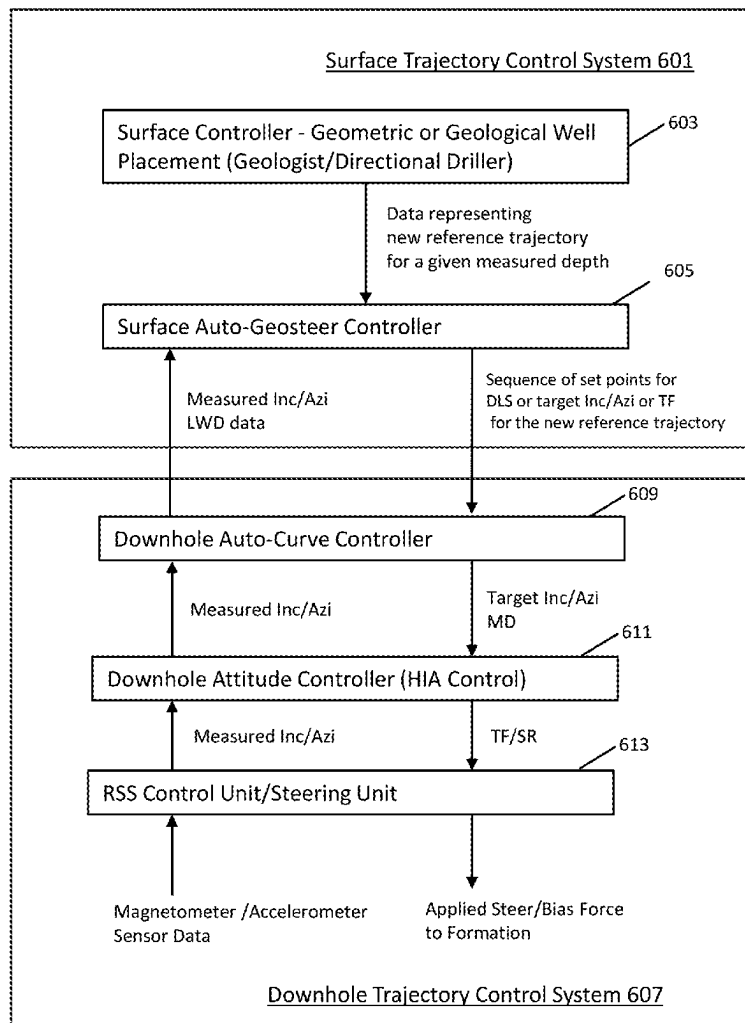 Surface Trajectory Control System 601
603
Surface Controller - Geometric or Geological Well
Placement (Geologist/Directional Driller)
Data representing
new reference trajectory
for a given measured depth
605
Surface Auto-Geosteer Controller
Measured Inc/Azi
LWD data
Sequence of set points for
DLS or target Inc/Azi or TF
for the new reference trajectory
609
Downhole Auto-Curve Controller
Measured Inc/Azi
Target Inc/Azi
MD
611
Downhole Attitude Controller (HIA Control)
Measured Inc/Azi
TF/SR
613
RSS Control Unit/Steering Unit
Magnetometer /Accelerometer
Sensor Data
Applied Steer/Bias Force
to Formation
Downhole Trajectory Control System 607